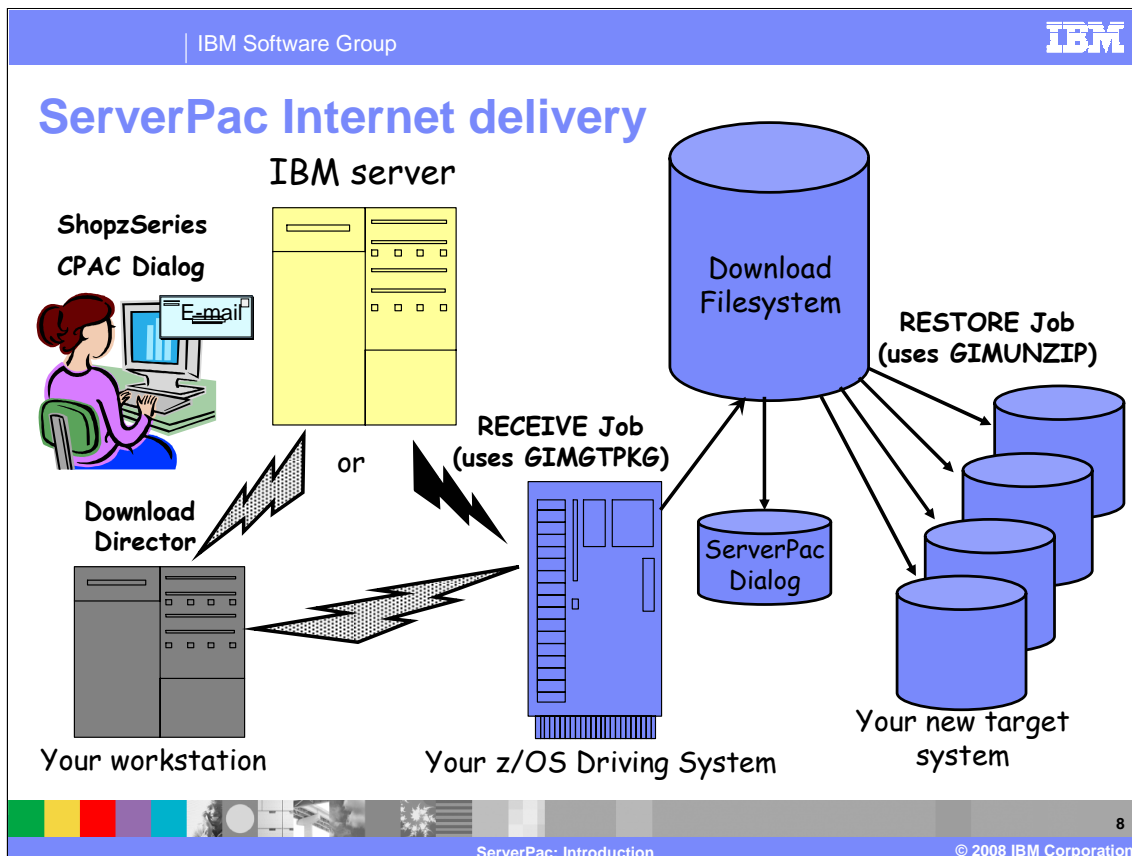 IBM Software Group
IBM
ServerPac Internet delivery
IBM server
ShopzSeries
CPAC Dialog
E-mail
Download
Filesystem
RESTORE Job
(uses GIMUNZIP)
RECEIVE Job
(uses GIMGTPKG)
or
Download
Director
ServerPac
Dialog
Your workstation
Your z/OS Driving System
Your new target
system
8
ServerPac: Introduction
© 2008 IBM Corporation